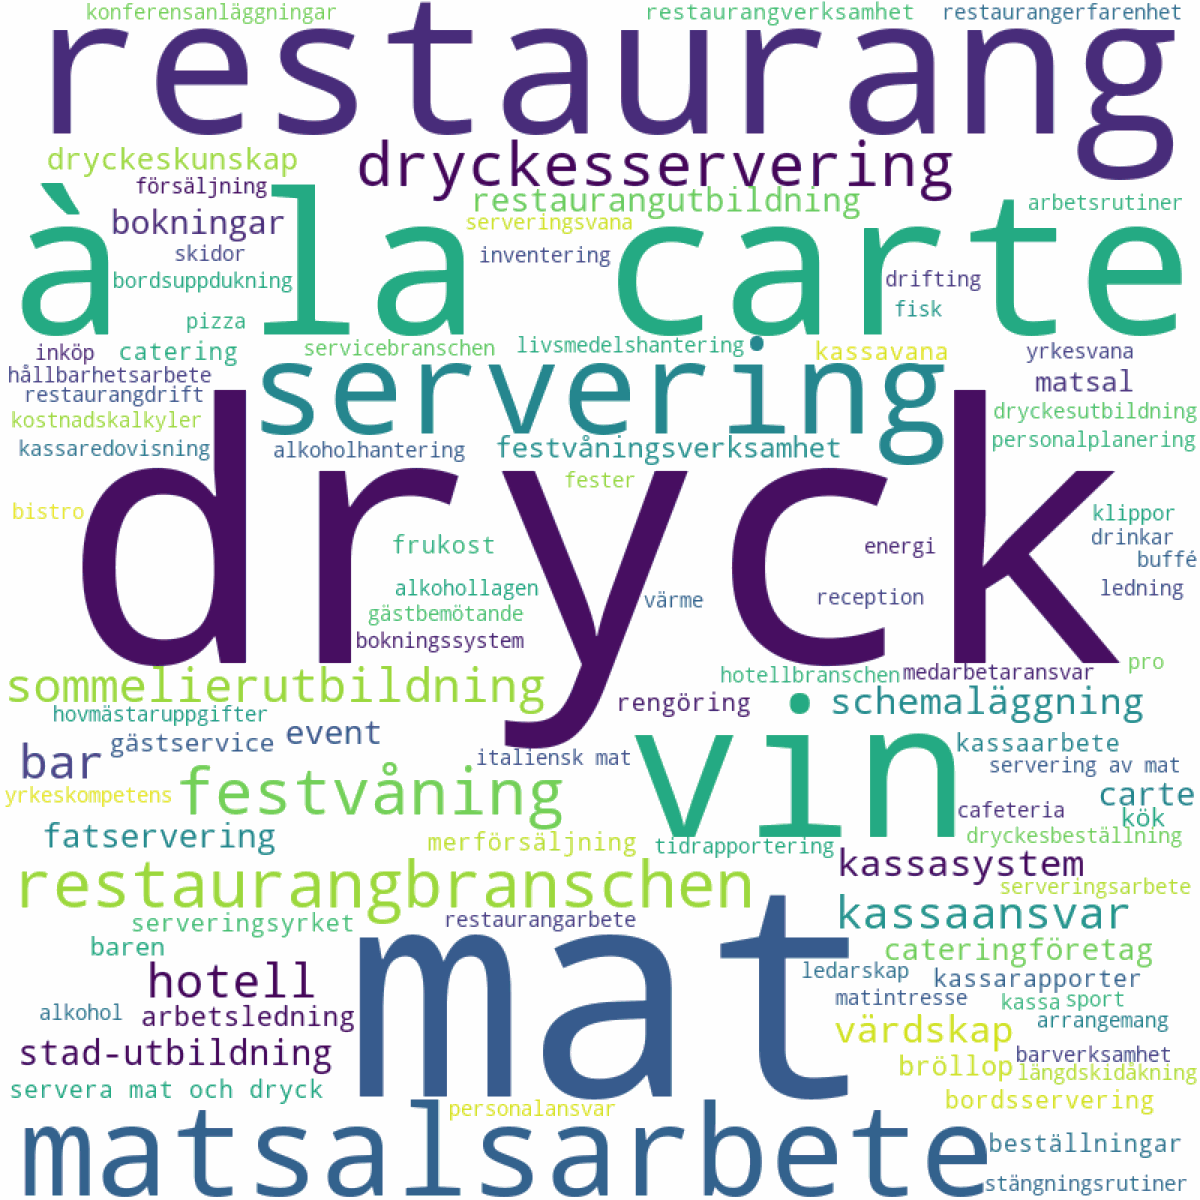 konferensanläggningar
restaurangverksamhet
restaurangerfarenhet
restaurang
dryckeskunskap
dryckesservering
försäljning
restaurangutbildning
arbetsrutiner
bokningar
serveringsvana
à la carte
skidor
inventering
bordsuppdukning
drifting
fisk
pizza
inköp
catering
servicebranschen
livsmedelshantering
kassavana
yrkesvana
hållbarhetsarbete
servering
matsal
restaurangdrift
kostnadskalkyler
dryckesutbildning
kassaredovisning
alkoholhantering
festvåningsverksamhet
personalplanering
dryck
fester
bistro
klippor
frukost
energi
drinkar
buffé
alkohollagen
värme
reception
ledning
gästbemötande
bokningssystem
sommelierutbildning
hotellbranschen
medarbetaransvar
pro
rengöring
schemaläggning
hovmästaruppgifter
gästservice
event
vin
kassaarbete
bar
italiensk mat
servering av mat
yrkeskompetens
festvåning
carte
cafeteria
kök
fatservering
merförsäljning
tidrapportering
dryckesbeställning
kassasystem
restaurangbranschen
serveringsarbete
serveringsyrket
restaurangarbete
kassaansvar
baren
mat
cateringföretag
hotell
ledarskap
kassarapporter
matintresse
kassa
sport
alkohol
arbetsledning
värdskap
arrangemang
stad-utbildning
barverksamhet
bröllop
längdskidåkning
servera mat och dryck
personalansvar
bordsservering
matsalsarbete
beställningar
stängningsrutiner